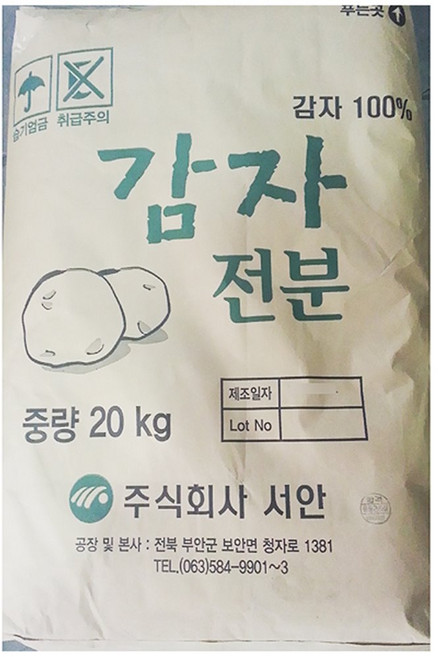 푸는곳
습기엄금 취급주의
감자 100%
감자
전분
제조일자
Lot No
중량 20 kg
주식회사 서안
공장 및 본사 : 전북 부안군 보안면 청자로 1381
TEL.(063)584-9901~3